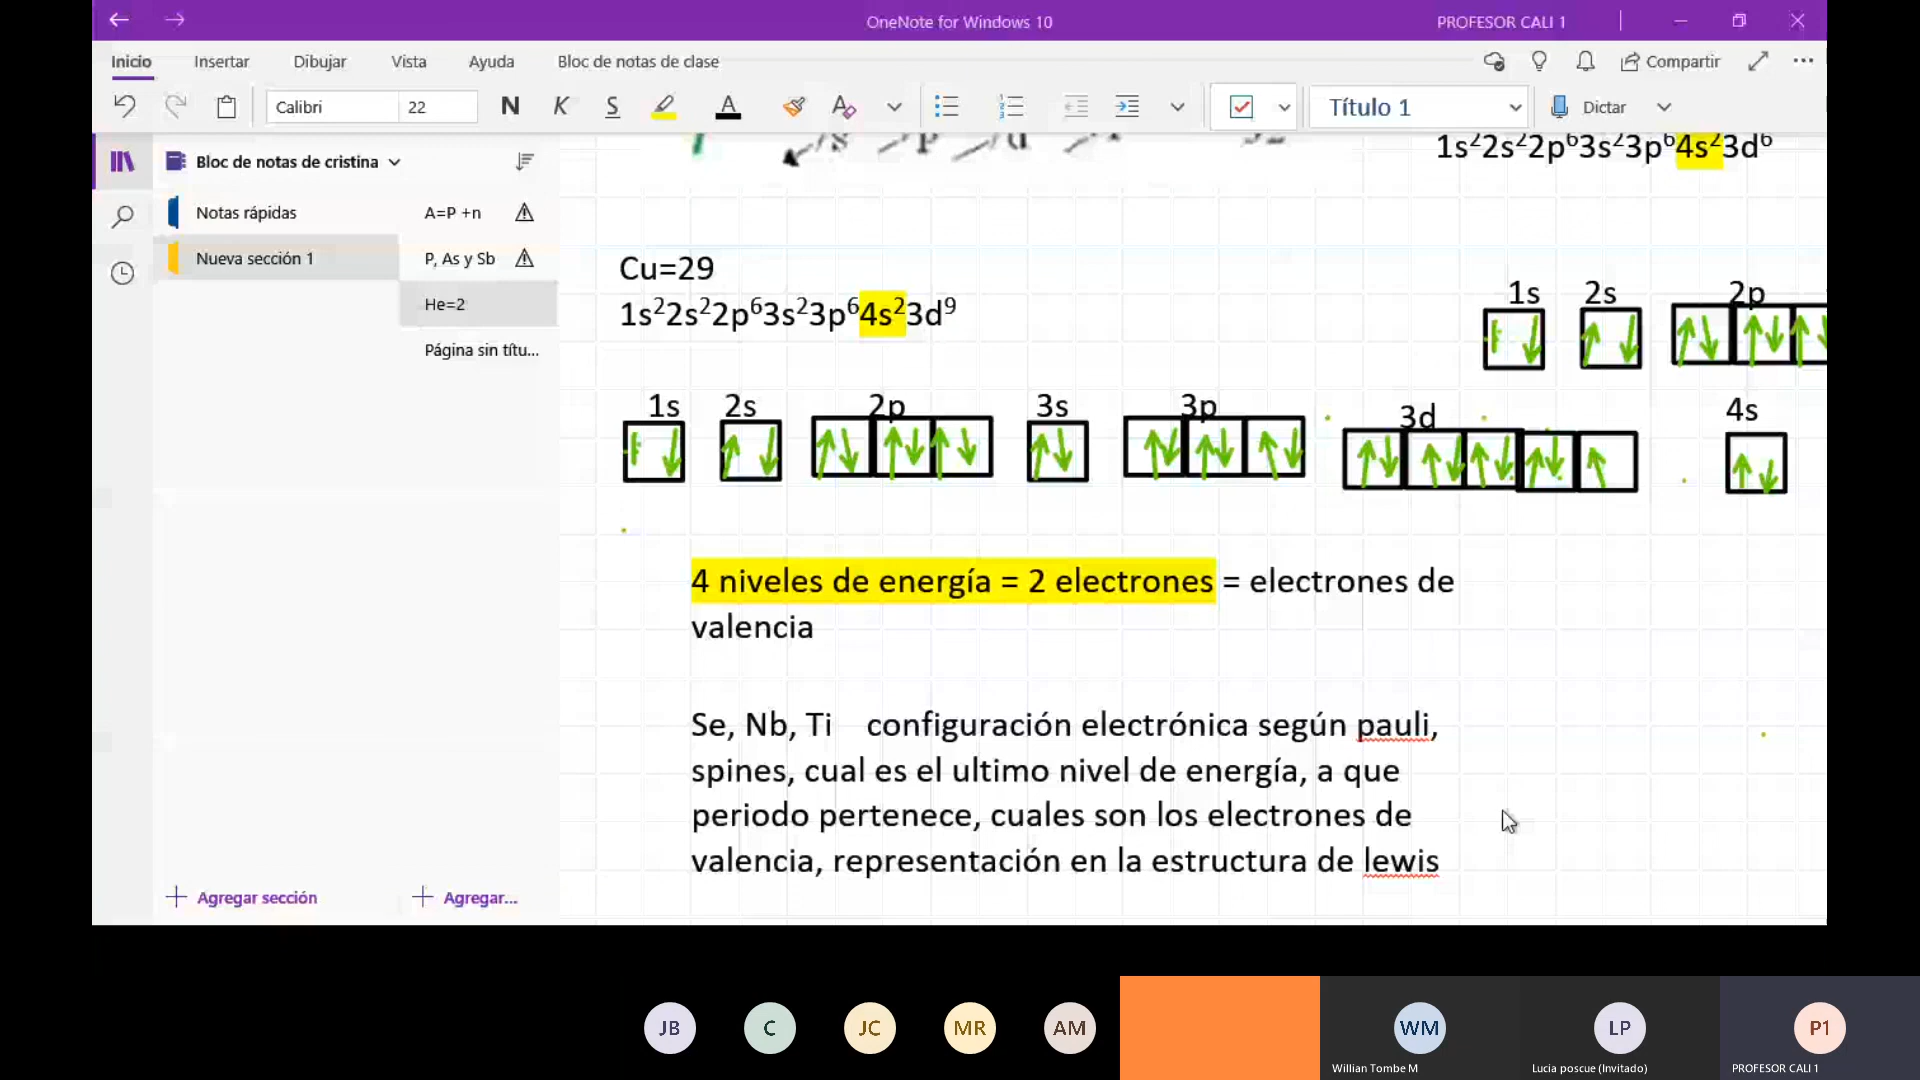 OneNote for Windows 10
PROFESOR CALI 1
Inicio Insertar Dibujar Vista Ayuda Bloc de notas de clase
Compartir
Calibri 22 N K S A A Título 1 Dictar
Bloc de notas de cristina
Notas rápidas
Nueva sección 1
A=P +n
P, As y Sb
He=2
Página sin títu...
1s²2s²2p⁶3s²3p⁶4s²3d⁶
Cu=29
1s²2s²2p⁶3s²3p⁶4s²3d⁹
1s 2s 2p
1s 2s 2p 3s 3p 3d 4s
4 niveles de energía = 2 electrones = electrones de
valencia
Se, Nb, Ti configuración electrónica según pauli,
spines, cual es el ultimo nivel de energía, a que
periodo pertenece, cuales son los electrones de
valencia, representación en la estructura de lewis
Agregar sección
Agregar...
JB C JC MR AM WM LP P1
Willian Tombe M
Lucia poscue (Invitado)
PROFESOR CALI 1